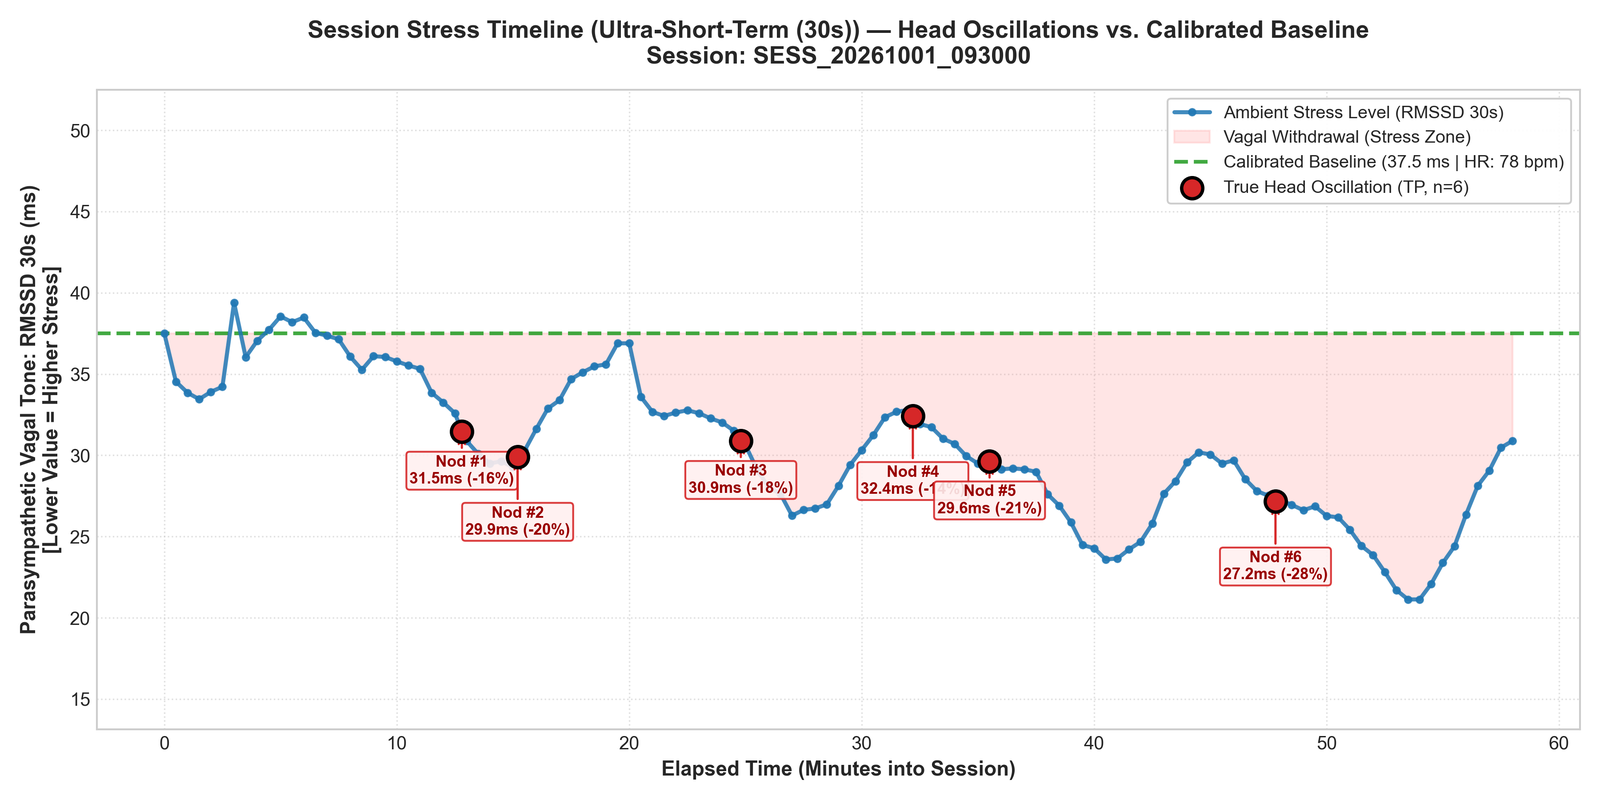 Session Stress Timeline (Ultra-Short-Term (30s)) — Head Oscillations vs. Calibrated Baseline
Session: SESS_20261001_093000
Ambient Stress Level (RMSSD 30s)
Vagal Withdrawal (Stress Zone)
Calibrated Baseline (37.5 ms | HR: 78 bpm)
True Head Oscillation (TP, n=6)
Parasympathetic Vagal Tone: RMSSD 30s (ms)
[Lower Value = Higher Stress]
50
45
40
35
30
25
20
15
Nod #1
31.5ms (-16%)
Nod #2
29.9ms (-20%)
Nod #3
30.9ms (-18%)
Nod #4
32.4ms (-14%)
Nod #5
29.6ms (-21%)
Nod #6
27.2ms (-28%)
0
10
20
30
40
50
60
Elapsed Time (Minutes into Session)